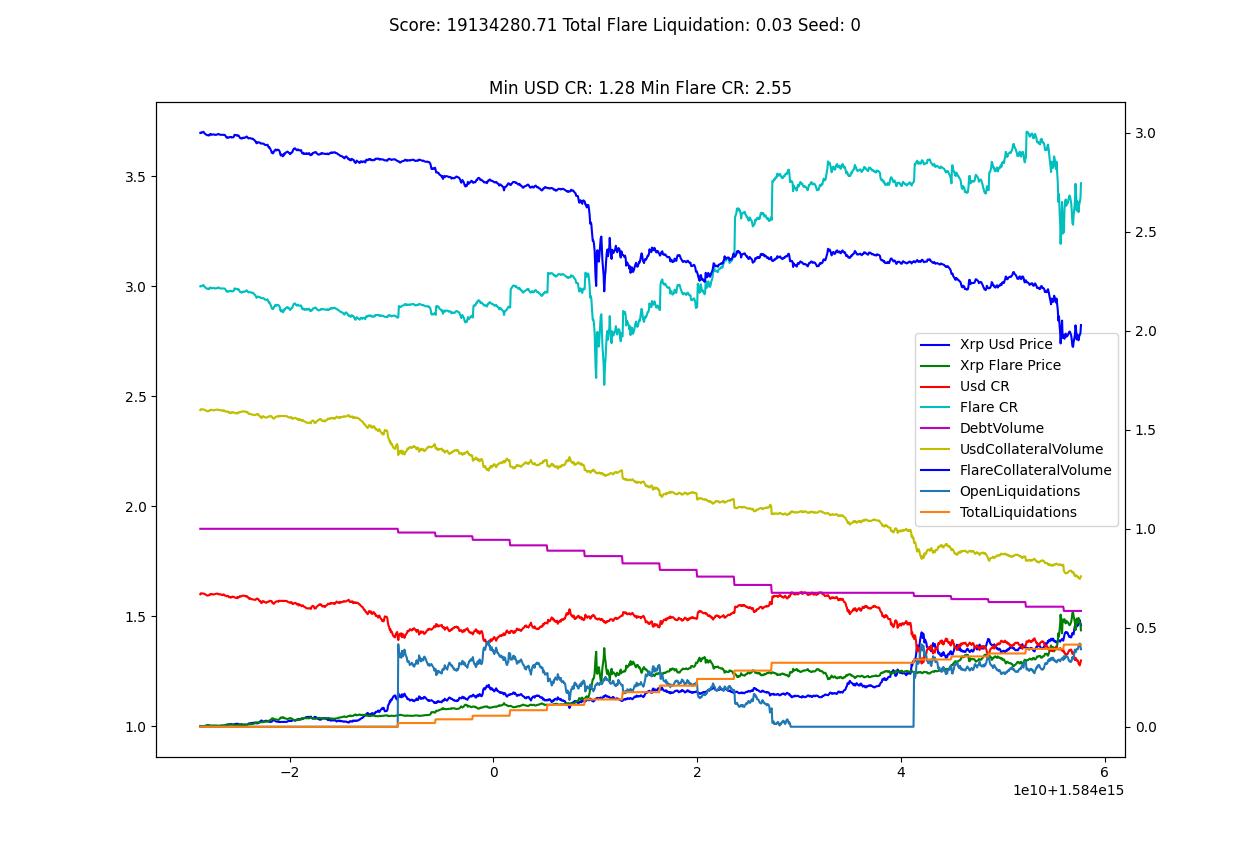 Score: 19134280.71 Total Flare Liquidation: 0.03 Seed: 0
Min USD CR: 1.28 Min Flare CR: 2.55
3.5
3.0
2.5
2.0
1.5
1.0
3.0
2.5
2.0
1.5
1.0
0.5
0.0
Xrp Usd Price
Xrp Flare Price
Usd CR
Flare CR
DebtVolume
UsdCollateralVolume
FlareCollateralVolume
OpenLiquidations
TotalLiquidations
−2 0 2 4 6
1e10+1.584e15